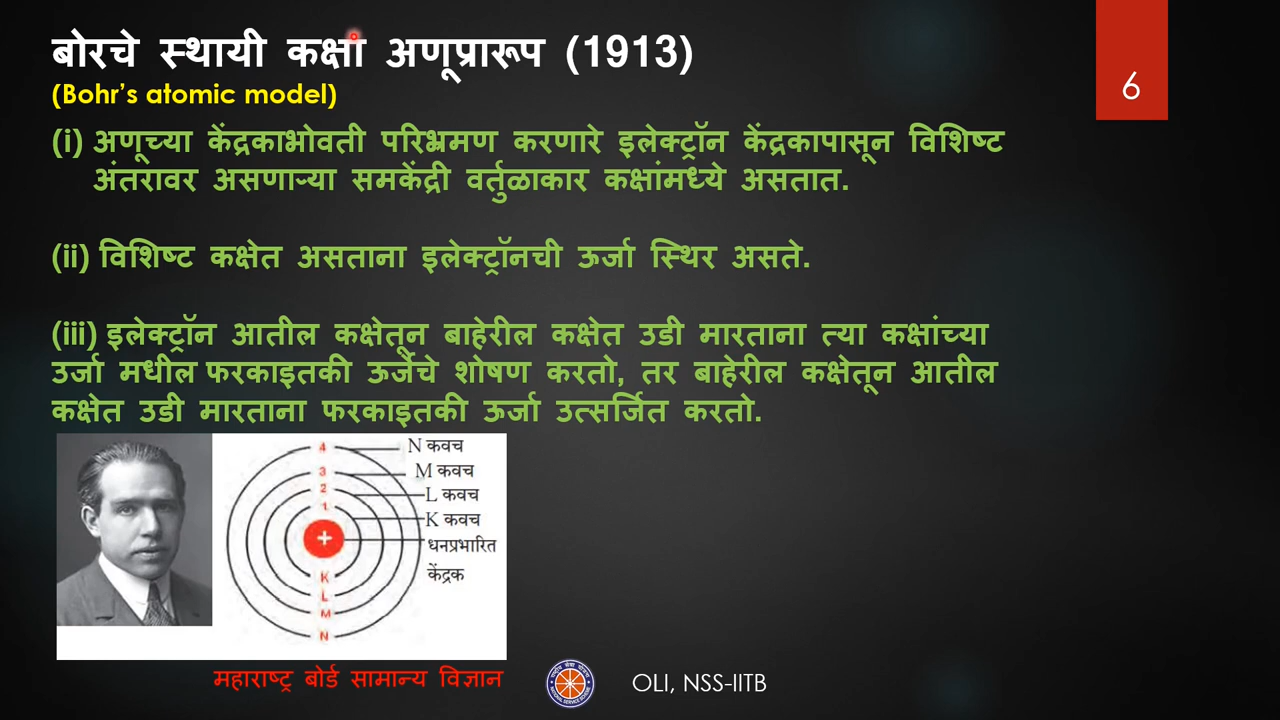 बोरचे स्थायी कक्षा अणूप्रारूप (1913)
6
(Bohr’s atomic model)
(i) अणूच्या केंद्रकाभोवती परिभ्रमण करणारे इलेक्ट्रॉन केंद्रकापासून विशिष्ट
अंतरावर असणाऱ्या समकेंद्री वर्तुळाकार कक्षांमध्ये असतात.
(ii) विशिष्ट कक्षेत असताना इलेक्ट्रॉनची ऊर्जा स्थिर असते.
(iii) इलेक्ट्रॉन आतील कक्षेतून बाहेरील कक्षेत उडी मारताना त्या कक्षांच्या
उर्जा मधील फरकाइतकी ऊर्जेचे शोषण करतो, तर बाहेरील कक्षेतून आतील
कक्षेत उडी मारताना फरकाइतकी ऊर्जा उत्सर्जित करतो.
4 N कवच
3 M कवच
2 L कवच
1 K कवच
+ धनप्रभारित
केंद्रक
K
L
M
N
महाराष्ट्र बोर्ड सामान्य विज्ञान
OLI, NSS-IITB